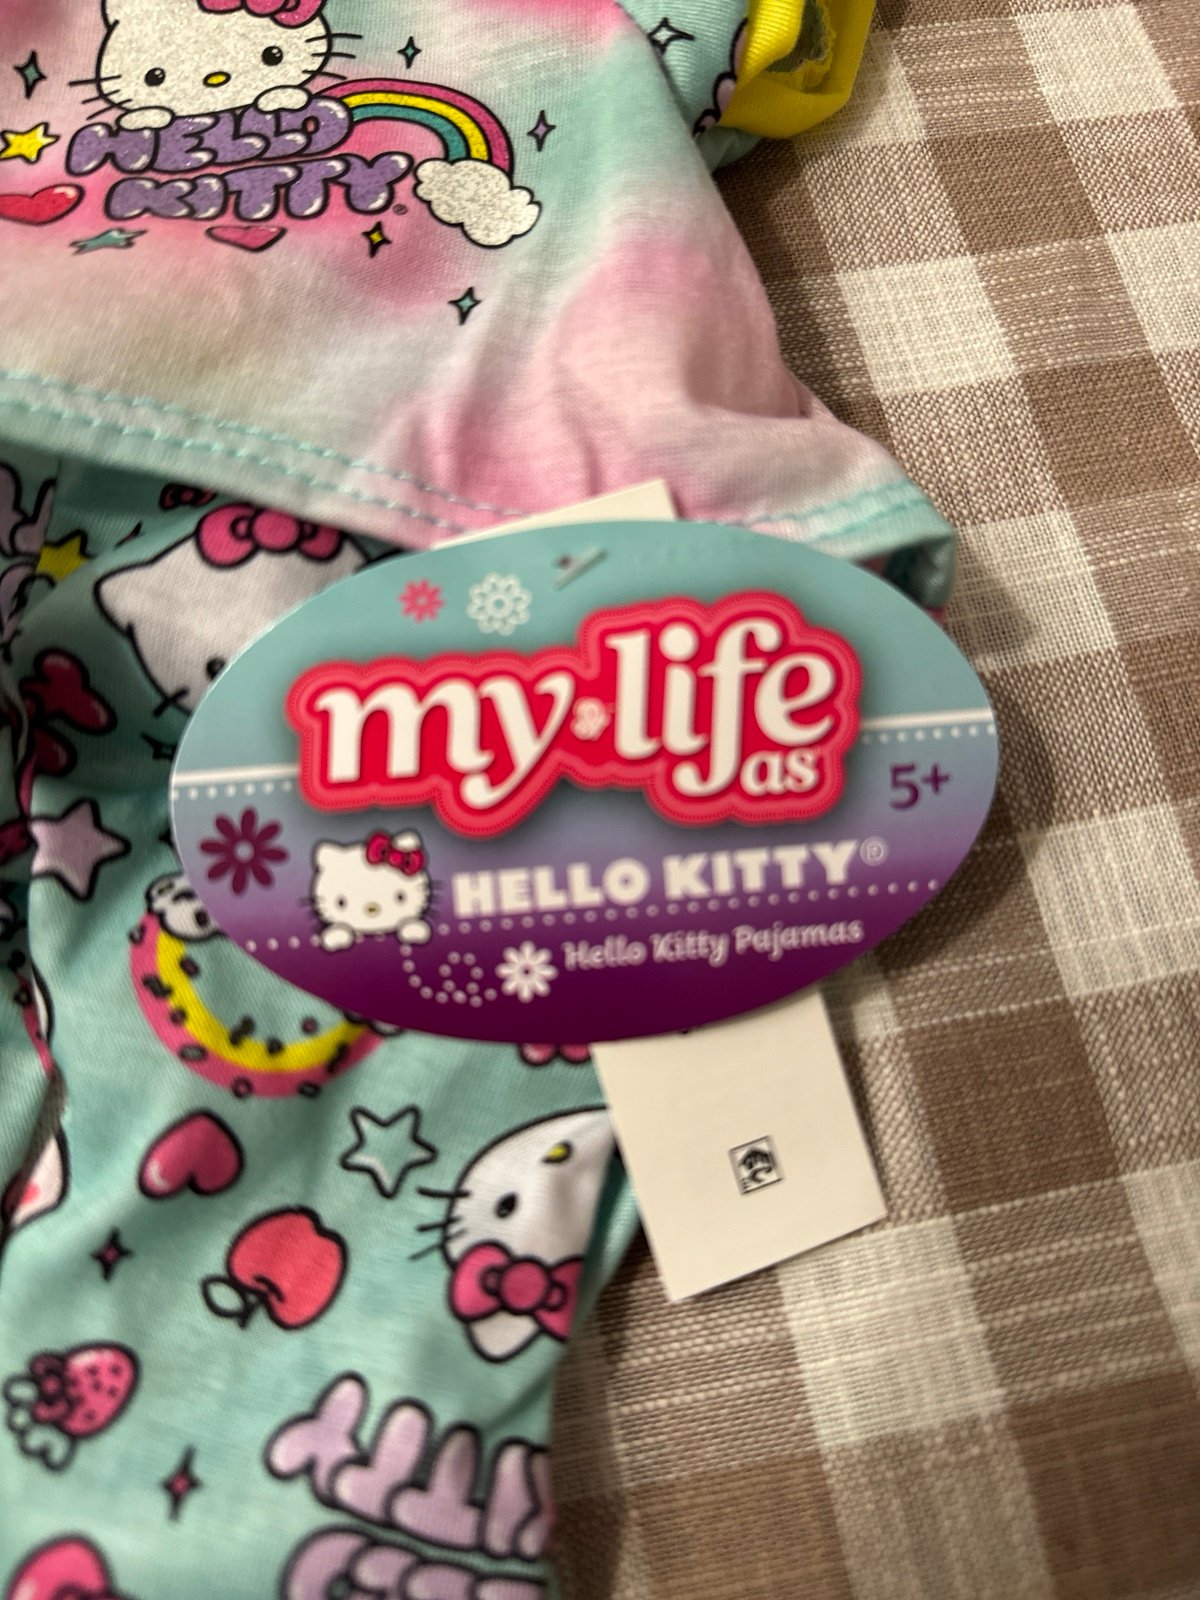 HELLO
KITTY®
my life
as
5+
HELLO KITTY®
Hello Kitty Pajamas